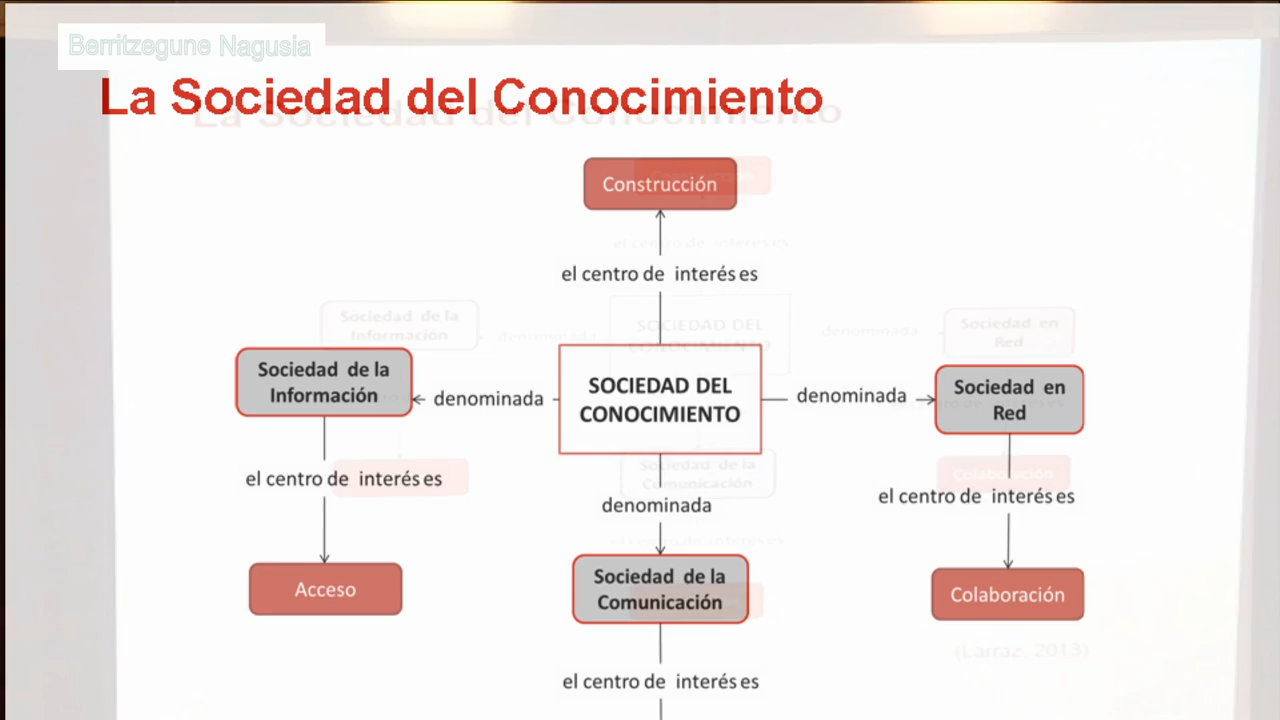 Berritzegune Nagusia
La Sociedad del Conocimiento
Construcción
el centro de interés es
Sociedad de la
Información
denominada
SOCIEDAD DEL
CONOCIMIENTO
denominada
Sociedad en
Red
el centro de interés es
denominada
el centro de interés es
Acceso
Sociedad de la
Comunicación
Colaboración
el centro de interés es
(Larraz, 2013)